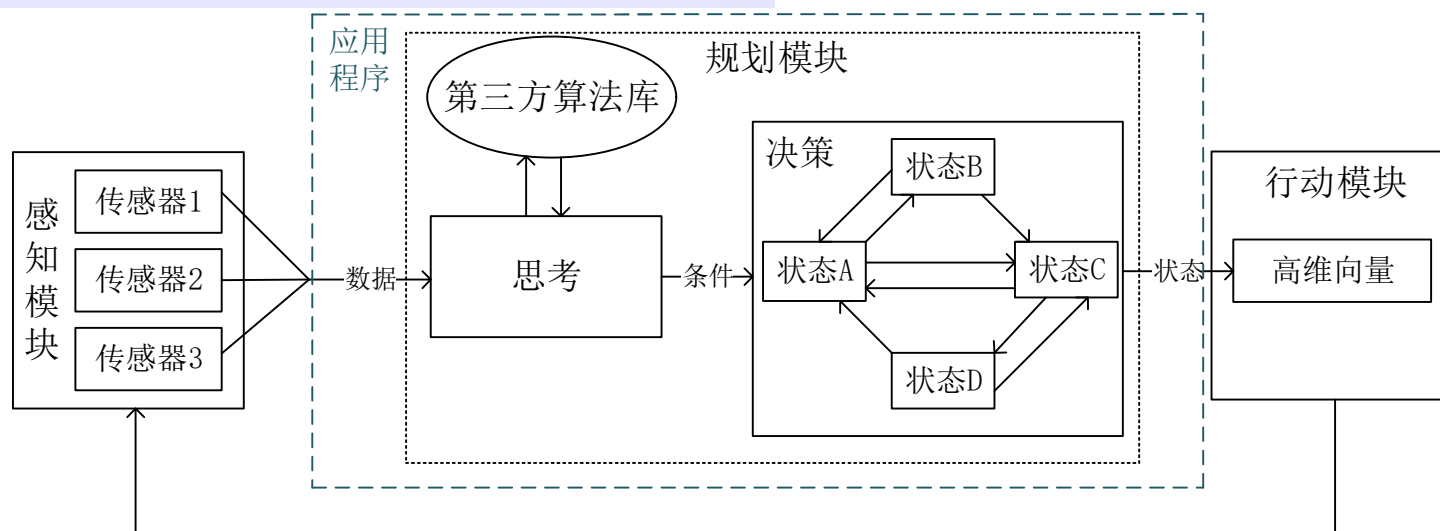 应用
程序
规划模块
第三方算法库
决策
状态B
行动模块
感
知
模
块
传感器1
传感器2
传感器3
数据
思考
条件
状态A
状态C
状态
高维向量
状态D